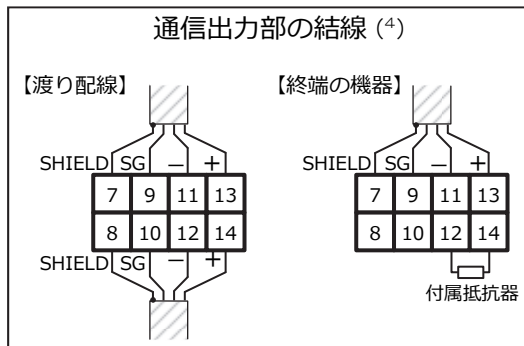 通信出力部の結線 (4)
【渡り配線】
SHIELD SG － +
7 9 11 13
8 10 12 14
SHIELD SG － +
【終端の機器】
SHIELD SG － +
7 9 11 13
8 10 12 14
付属抵抗器